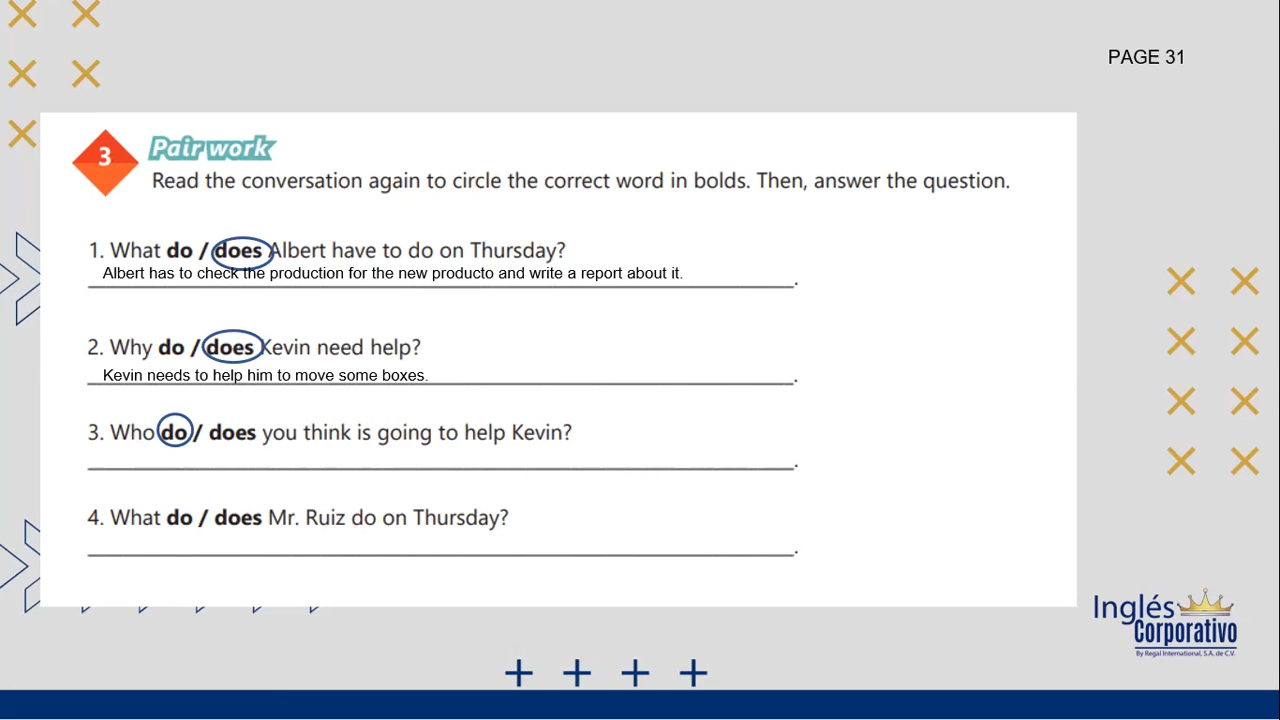 PAGE 31
3
Pair work
Read the conversation again to circle the correct word in bolds. Then, answer the question.
1. What do / does Albert have to do on Thursday?
Albert has to check the production for the new producto and write a report about it.
2. Why do / does Kevin need help?
Kevin needs to help him to move some boxes.
3. Who do / does you think is going to help Kevin?
4. What do / does Mr. Ruiz do on Thursday?
Inglés
Corporativo
By Regal International, S.A. de C.V.